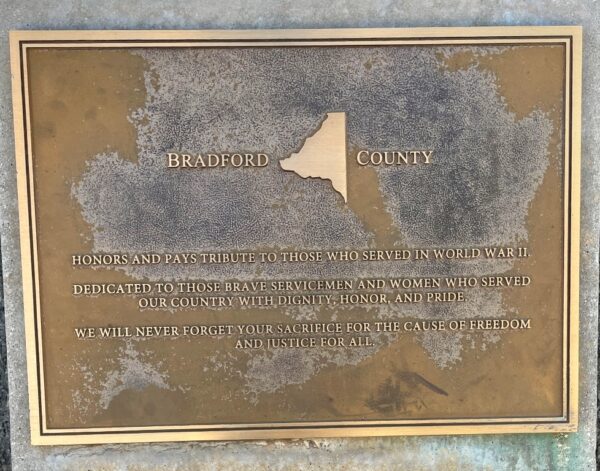 BRADFORD COUNTY
HONORS AND PAYS TRIBUTE TO THOSE WHO SERVED IN WORLD WAR II.
DEDICATED TO THOSE BRAVE SERVICEMEN AND WOMEN WHO SERVED
OUR COUNTRY WITH DIGNITY, HONOR, AND PRIDE.
WE WILL NEVER FORGET YOUR SACRIFICE FOR THE CAUSE OF FREEDOM
AND JUSTICE FOR ALL.